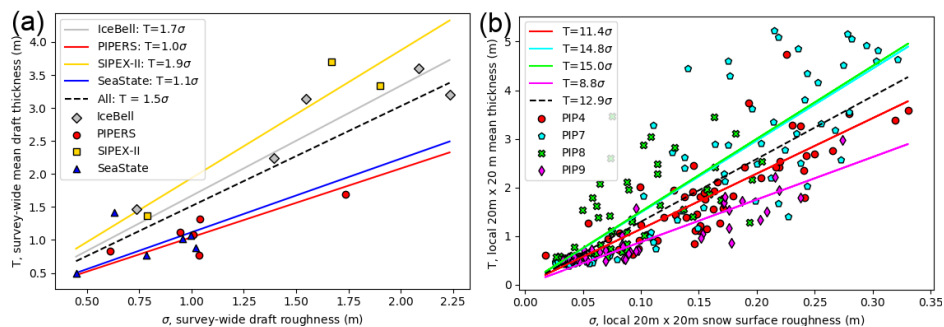 (a)
IceBell: T=1.7σ
PIPERS: T=1.0σ
SIPEX-II: T=1.9σ
SeaState: T=1.1σ
All: T = 1.5σ
IceBell
PIPERS
SIPEX-II
SeaState
T, survey-wide mean draft thickness (m)
4.0
3.5
3.0
2.5
2.0
1.5
1.0
0.5
0.50 0.75 1.00 1.25 1.50 1.75 2.00 2.25
σ, survey-wide draft roughness (m)
(b)
T=11.4σ
T=14.8σ
T=15.0σ
T=8.8σ
T=12.9σ
PIP4
PIP7
PIP8
PIP9
T, local 20m x 20m mean thickness (m)
5
4
3
2
1
0
0.00 0.05 0.10 0.15 0.20 0.25 0.30 0.35
σ, local 20m x 20m snow surface roughness (m)